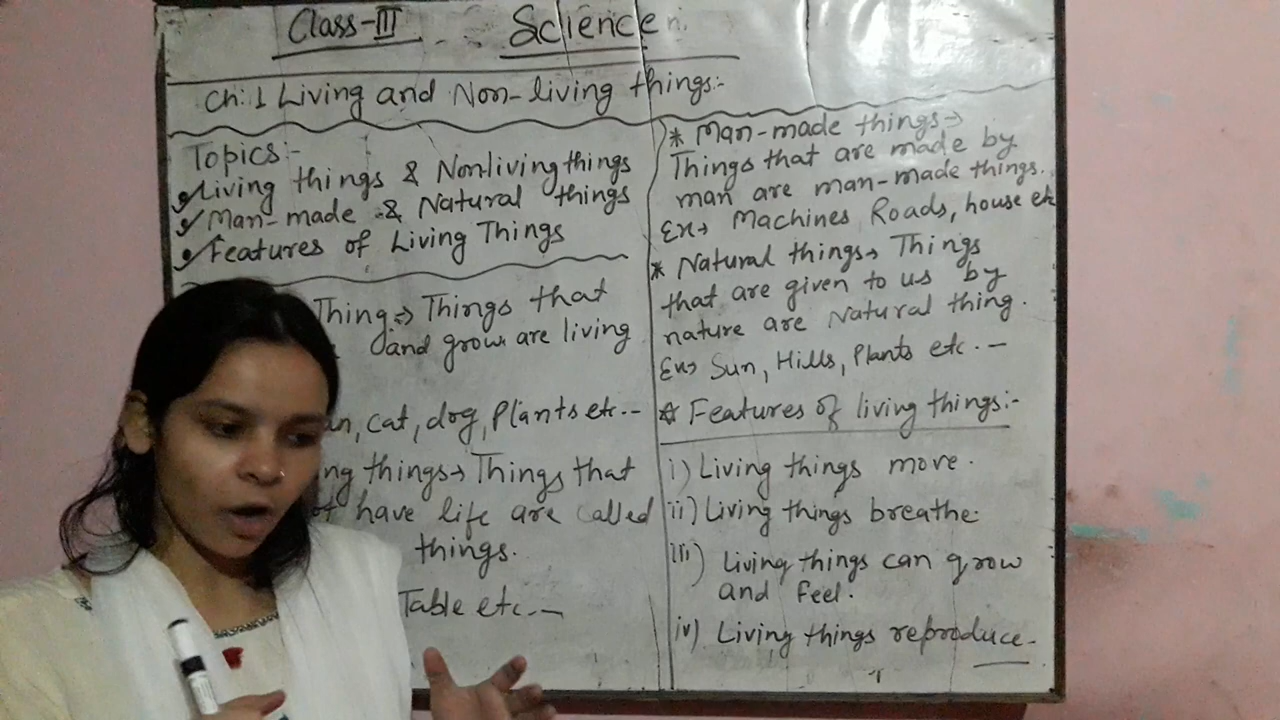 Class-III Science
Ch:1 Living and Non-living things:-
Topics:-
Living things & Nonliving things
Man-made & Natural things
Features of Living Things
Thing→ Things that
and grow are living
cat, dog, Plants etc.--
things→ Things that
have life are called
things.
Table etc.--
* Man-made things→
Things that are made by
man are man-made things.
Ex→ Machines Roads, house etc
* Natural things→ Things
that are given to us by
nature are Natural thing.
Ex→ Sun, Hills, Plants etc.--
* Features of living things:-
i) Living things move.
ii) Living things breathe.
iii) Living things can grow
and feel.
iv) Living things reproduce.